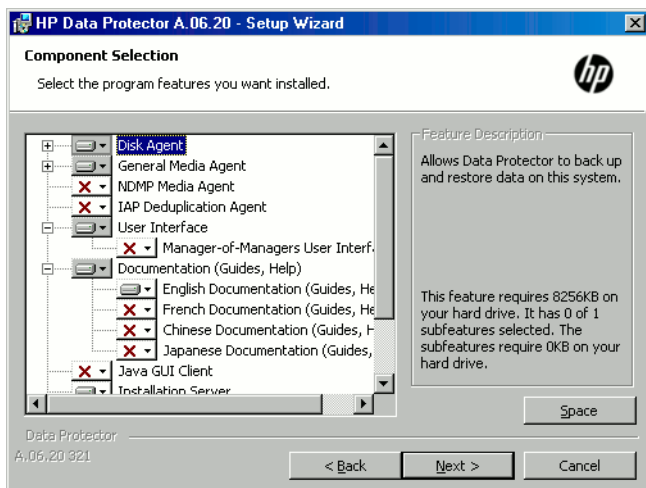 HP Data Protector A.06.20 - Setup Wizard
Component Selection
Select the program features you want installed.
hp
Disk Agent
General Media Agent
NDMP Media Agent
IAP Deduplication Agent
User Interface
Manager-of-Managers User Interf
Documentation (Guides, Help)
English Documentation (Guides, He
French Documentation (Guides, He
Chinese Documentation (Guides, H
Japanese Documentation (Guides,
Java GUI Client
Installation Server
Feature Description
Allows Data Protector to back up
and restore data on this system.
This feature requires 8256KB on
your hard drive. It has 0 of 1
subfeatures selected. The
subfeatures require 0KB on your
hard drive.
Space
Data Protector
A.06.20 321
< Back
Next >
Cancel